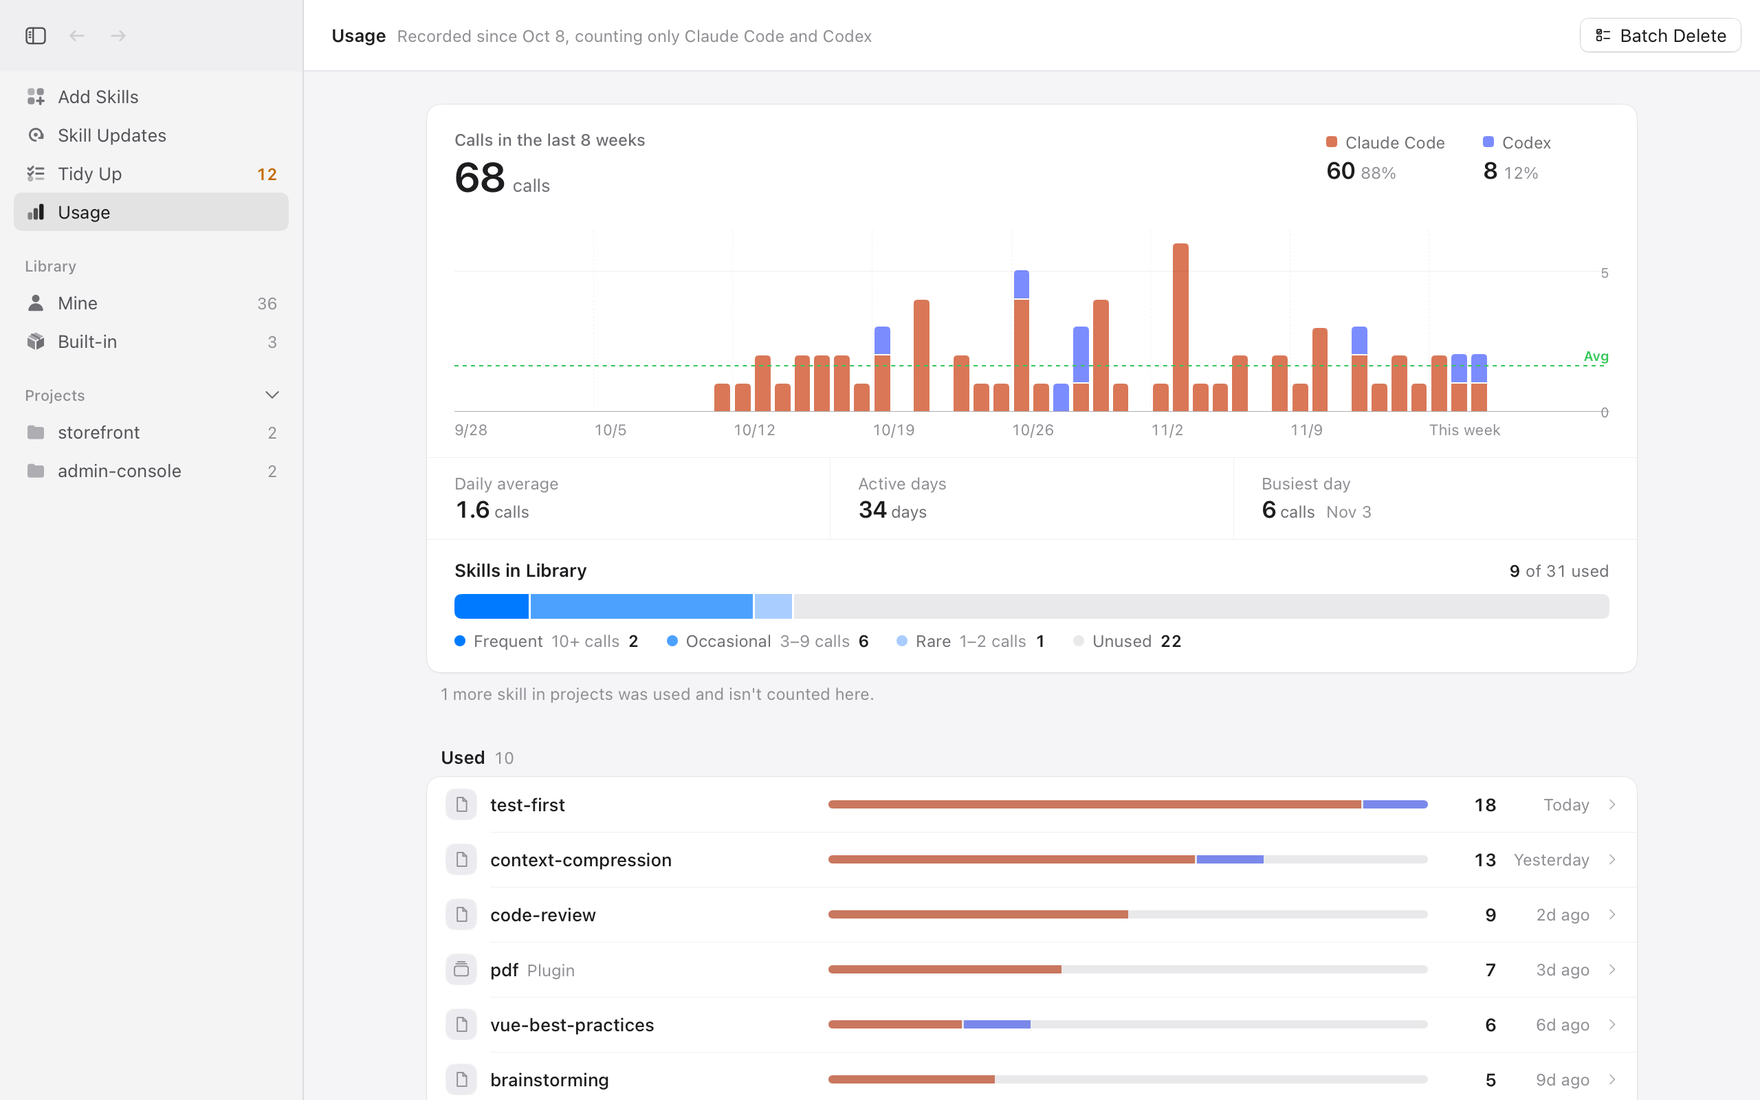 Usage Recorded since Oct 8, counting only Claude Code and Codex
Batch Delete
Add Skills
Skill Updates
Tidy Up 12
Usage
Library
Mine 36
Built-in 3
Projects
storefront 2
admin-console 2
Calls in the last 8 weeks
68 calls
Claude Code
60 88%
Codex
8 12%
5
Avg
0
9/28 10/5 10/12 10/19 10/26 11/2 11/9 This week
Daily average
1.6 calls
Active days
34 days
Busiest day
6 calls Nov 3
Skills in Library
9 of 31 used
Frequent 10+ calls 2 Occasional 3–9 calls 6 Rare 1–2 calls 1 Unused 22
1 more skill in projects was used and isn't counted here.
Used 10
test-first 18 Today
context-compression 13 Yesterday
code-review 9 2d ago
pdf Plugin 7 3d ago
vue-best-practices 6 6d ago
brainstorming 5 9d ago